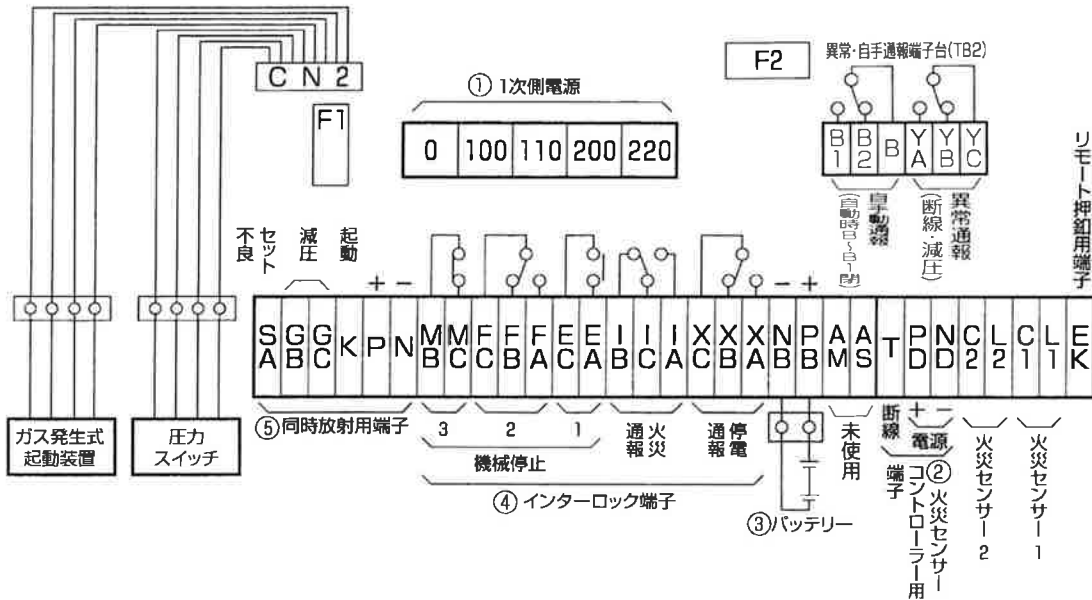 CN2
F1
① 1次側電源
0 100 110 200 220
F2
異常・自手通報端子台(TB2)
B1 B2 B YA YB YC
自手動通報
(自動時B~B1閉)
異常通報
(断線・減圧)
リモート押釦用端子
セット不良
減圧
起動
+ − − +
SA GB GC K P N MB MC FC FB FA EC EA IB IC IA XC XB XA NB PB AM AS T PD ND C2 L2 C1 L1 EK
⑤ 同時放射用端子
3 2 1
機械停止
火災通報
停電通報
④ インターロック端子
③ バッテリー
未使用
断線
+ −
電源
② 火災センサーコントローラー用端子
火災センサー2
火災センサー1
ガス発生式
起動装置
圧力
スイッチ